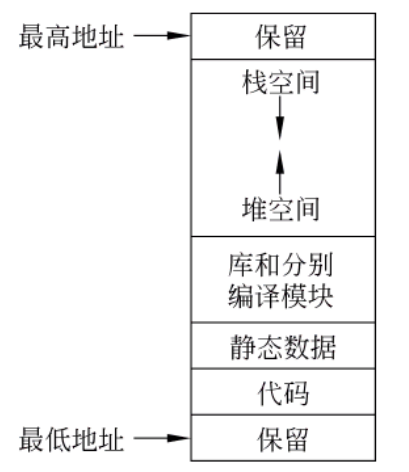 最高地址
保留
栈空间
堆空间
库和分别
编译模块
静态数据
代码
最低地址
保留